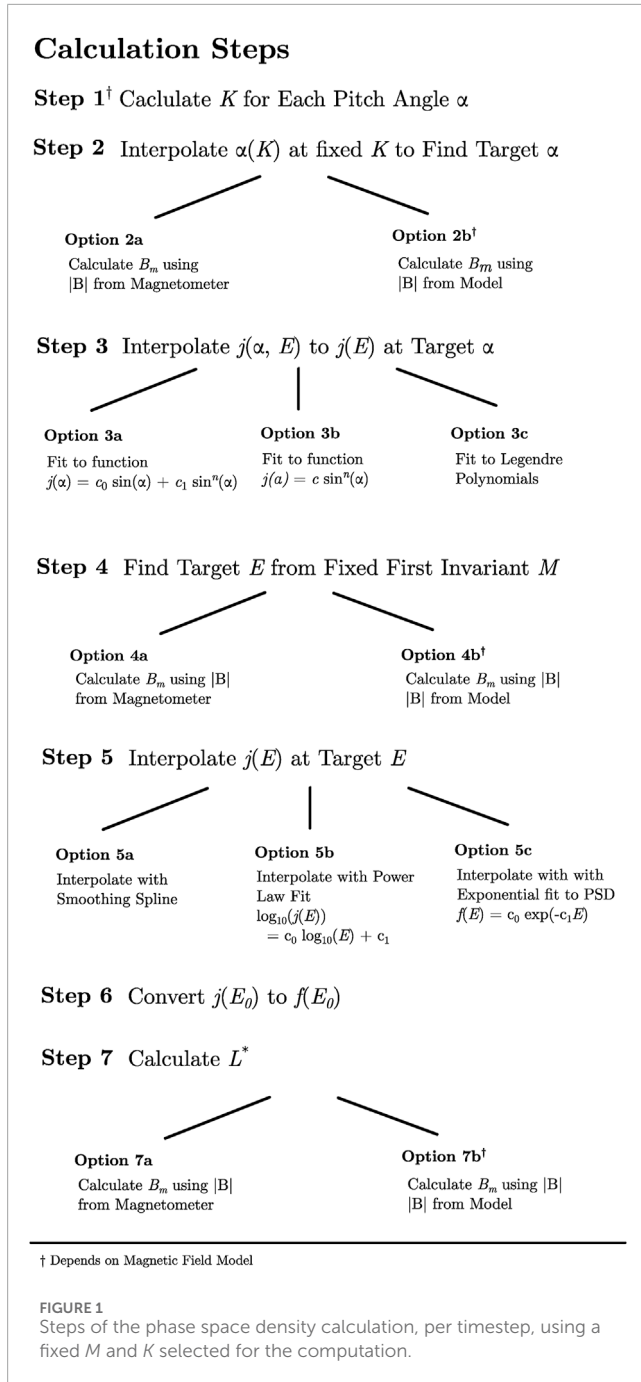 Calculation Steps
Step 1† Caclulate K for Each Pitch Angle α
Step 2 Interpolate α(K) at fixed K to Find Target α
Option 2a
Calculate Bm using
|B| from Magnetometer
Option 2b†
Calculate Bm using
|B| from Model
Step 3 Interpolate j(α, E) to j(E) at Target α
Option 3a
Fit to function
j(α) = c0 sin(α) + c1 sinⁿ(α)
Option 3b
Fit to function
j(a) = c sinⁿ(α)
Option 3c
Fit to Legendre
Polynomials
Step 4 Find Target E from Fixed First Invariant M
Option 4a
Calculate Bm using |B|
from Magnetometer
Option 4b†
Calculate Bm using |B|
|B| from Model
Step 5 Interpolate j(E) at Target E
Option 5a
Interpolate with
Smoothing Spline
Option 5b
Interpolate with Power
Law Fit
log10(j(E))
= c0 log10(E) + c1
Option 5c
Interpolate with with
Exponential fit to PSD
f(E) = c0 exp(-c1E)
Step 6 Convert j(E0) to f(E0)
Step 7 Calculate L*
Option 7a
Calculate Bm using |B|
from Magnetometer
Option 7b†
Calculate Bm using |B|
|B| from Model
† Depends on Magnetic Field Model
FIGURE 1
Steps of the phase space density calculation, per timestep, using a
fixed M and K selected for the computation.